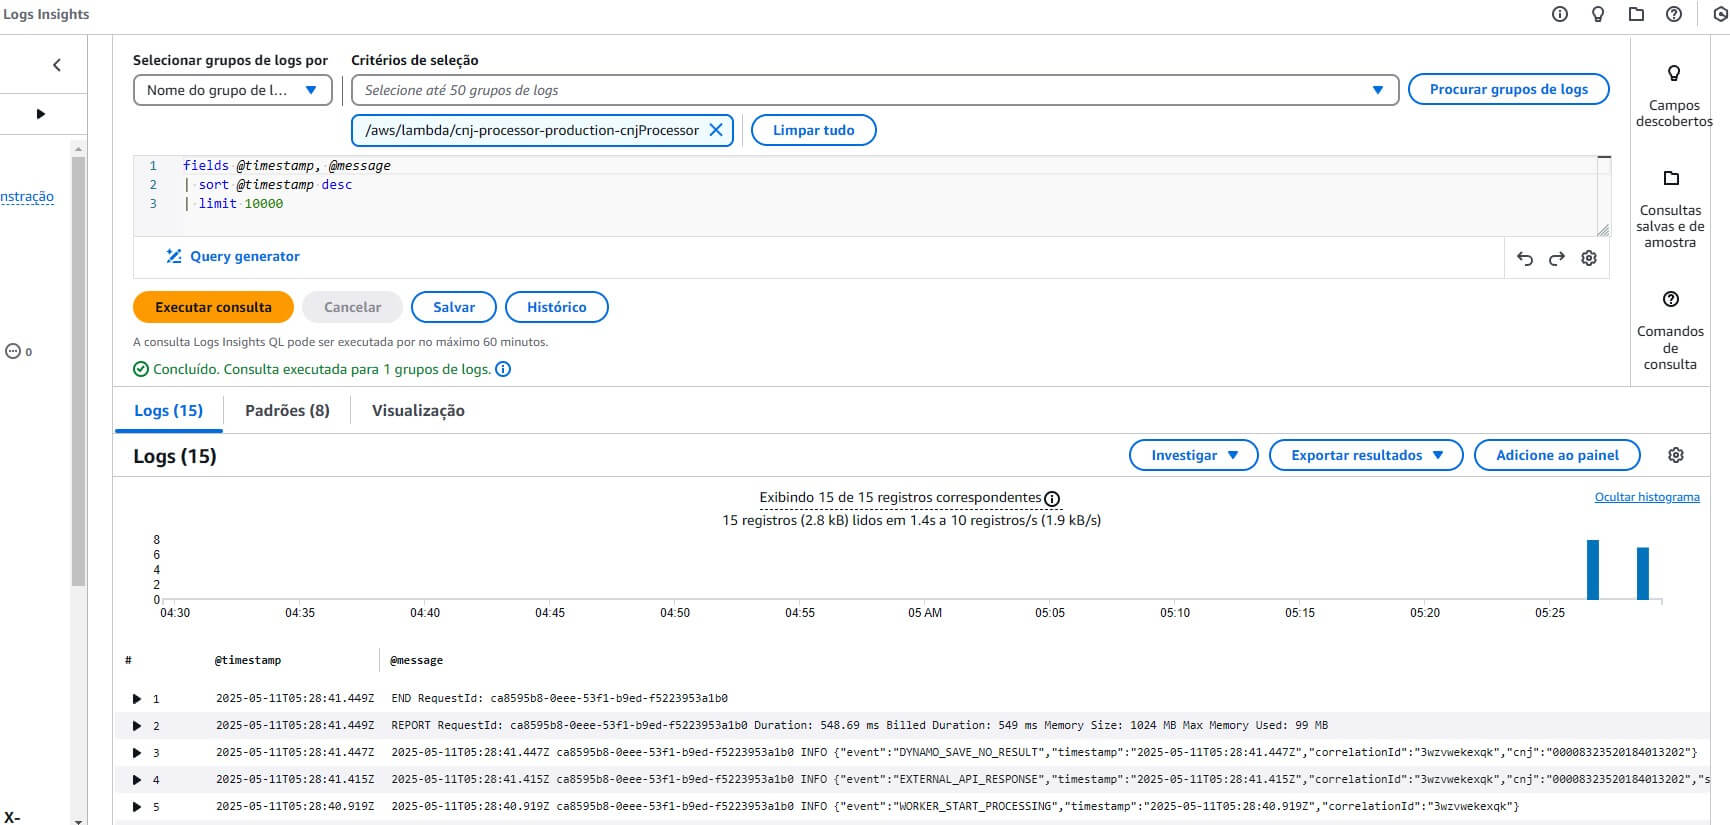 Logs Insights
nstração
0
X-
Selecionar grupos de logs por
Critérios de seleção
Nome do grupo de l...
Selecione até 50 grupos de logs
Procurar grupos de logs
/aws/lambda/cnj-processor-production-cnjProcessor
Limpar tudo
1 fields @timestamp, @message
2 | sort @timestamp desc
3 | limit 10000
Query generator
Executar consulta
Cancelar
Salvar
Histórico
A consulta Logs Insights QL pode ser executada por no máximo 60 minutos.
Concluído. Consulta executada para 1 grupos de logs.
Campos
descobertos
Consultas
salvas e de
amostra
Comandos
de
consulta
Logs (15)
Padrões (8)
Visualização
Logs (15)
Investigar
Exportar resultados
Adicione ao painel
Exibindo 15 de 15 registros correspondentes
15 registros (2.8 kB) lidos em 1.4s a 10 registros/s (1.9 kB/s)
Ocultar histograma
8
6
4
2
0
04:30 04:35 04:40 04:45 04:50 04:55 05 AM 05:05 05:10 05:15 05:20 05:25
# @timestamp @message
1 2025-05-11T05:28:41.449Z END RequestId: ca8595b8-0eee-53f1-b9ed-f5223953a1b0
2 2025-05-11T05:28:41.449Z REPORT RequestId: ca8595b8-0eee-53f1-b9ed-f5223953a1b0 Duration: 548.69 ms Billed Duration: 549 ms Memory Size: 1024 MB Max Memory Used: 99 MB
3 2025-05-11T05:28:41.447Z 2025-05-11T05:28:41.447Z ca8595b8-0eee-53f1-b9ed-f5223953a1b0 INFO {"event":"DYNAMO_SAVE_NO_RESULT","timestamp":"2025-05-11T05:28:41.447Z","correlationId":"3wzvwekexqk","cnj":"00008323520184013202"}
4 2025-05-11T05:28:41.415Z 2025-05-11T05:28:41.415Z ca8595b8-0eee-53f1-b9ed-f5223953a1b0 INFO {"event":"EXTERNAL_API_RESPONSE","timestamp":"2025-05-11T05:28:41.415Z","correlationId":"3wzvwekexqk","cnj":"00008323520184013202","s
5 2025-05-11T05:28:40.919Z 2025-05-11T05:28:40.919Z ca8595b8-0eee-53f1-b9ed-f5223953a1b0 INFO {"event":"WORKER_START_PROCESSING","timestamp":"2025-05-11T05:28:40.919Z","correlationId":"3wzvwekexqk"}